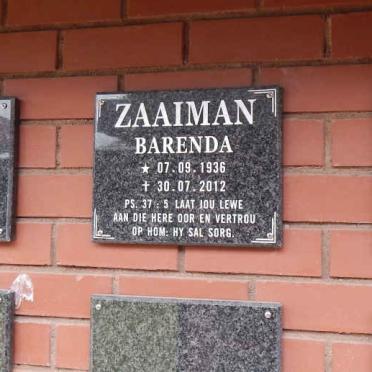 ZAAIMAN
BARENDA
★ 07.09.1936
✝ 30.07.2012
PS. 37 : 5 LAAT JOU LEWE
AAN DIE HERE OOR EN VERTROU
OP HOM: HY SAL SORG.